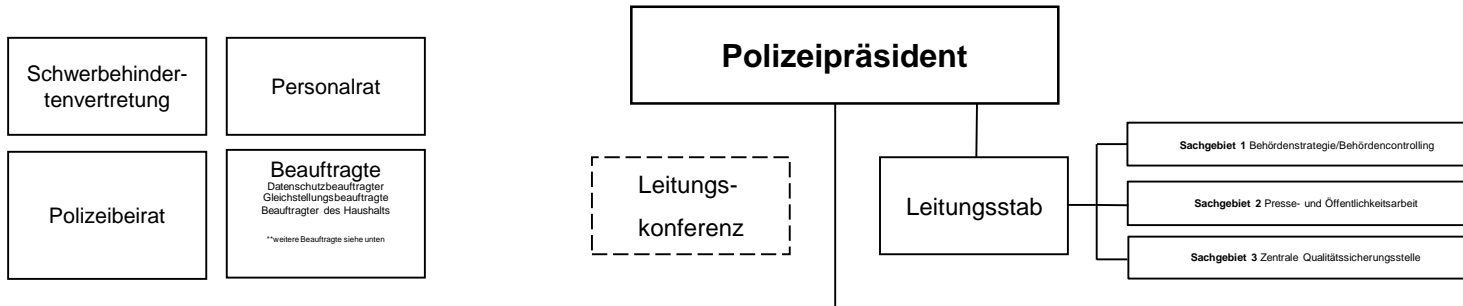 Schwerbehinder-
tenvertretung
Personalrat
Polizeibeirat
Beauftragte
Datenschutzbeauftragter
Gleichstellungsbeauftragte
Beauftragter des Haushalts
**weitere Beauftragte siehe unten
Polizeipräsident
Leitungs-
konferenz
Leitungsstab
Sachgebiet 1 Behördenstrategie/Behördencontrolling
Sachgebiet 2 Presse- und Öffentlichkeitsarbeit
Sachgebiet 3 Zentrale Qualitätssicherungsstelle